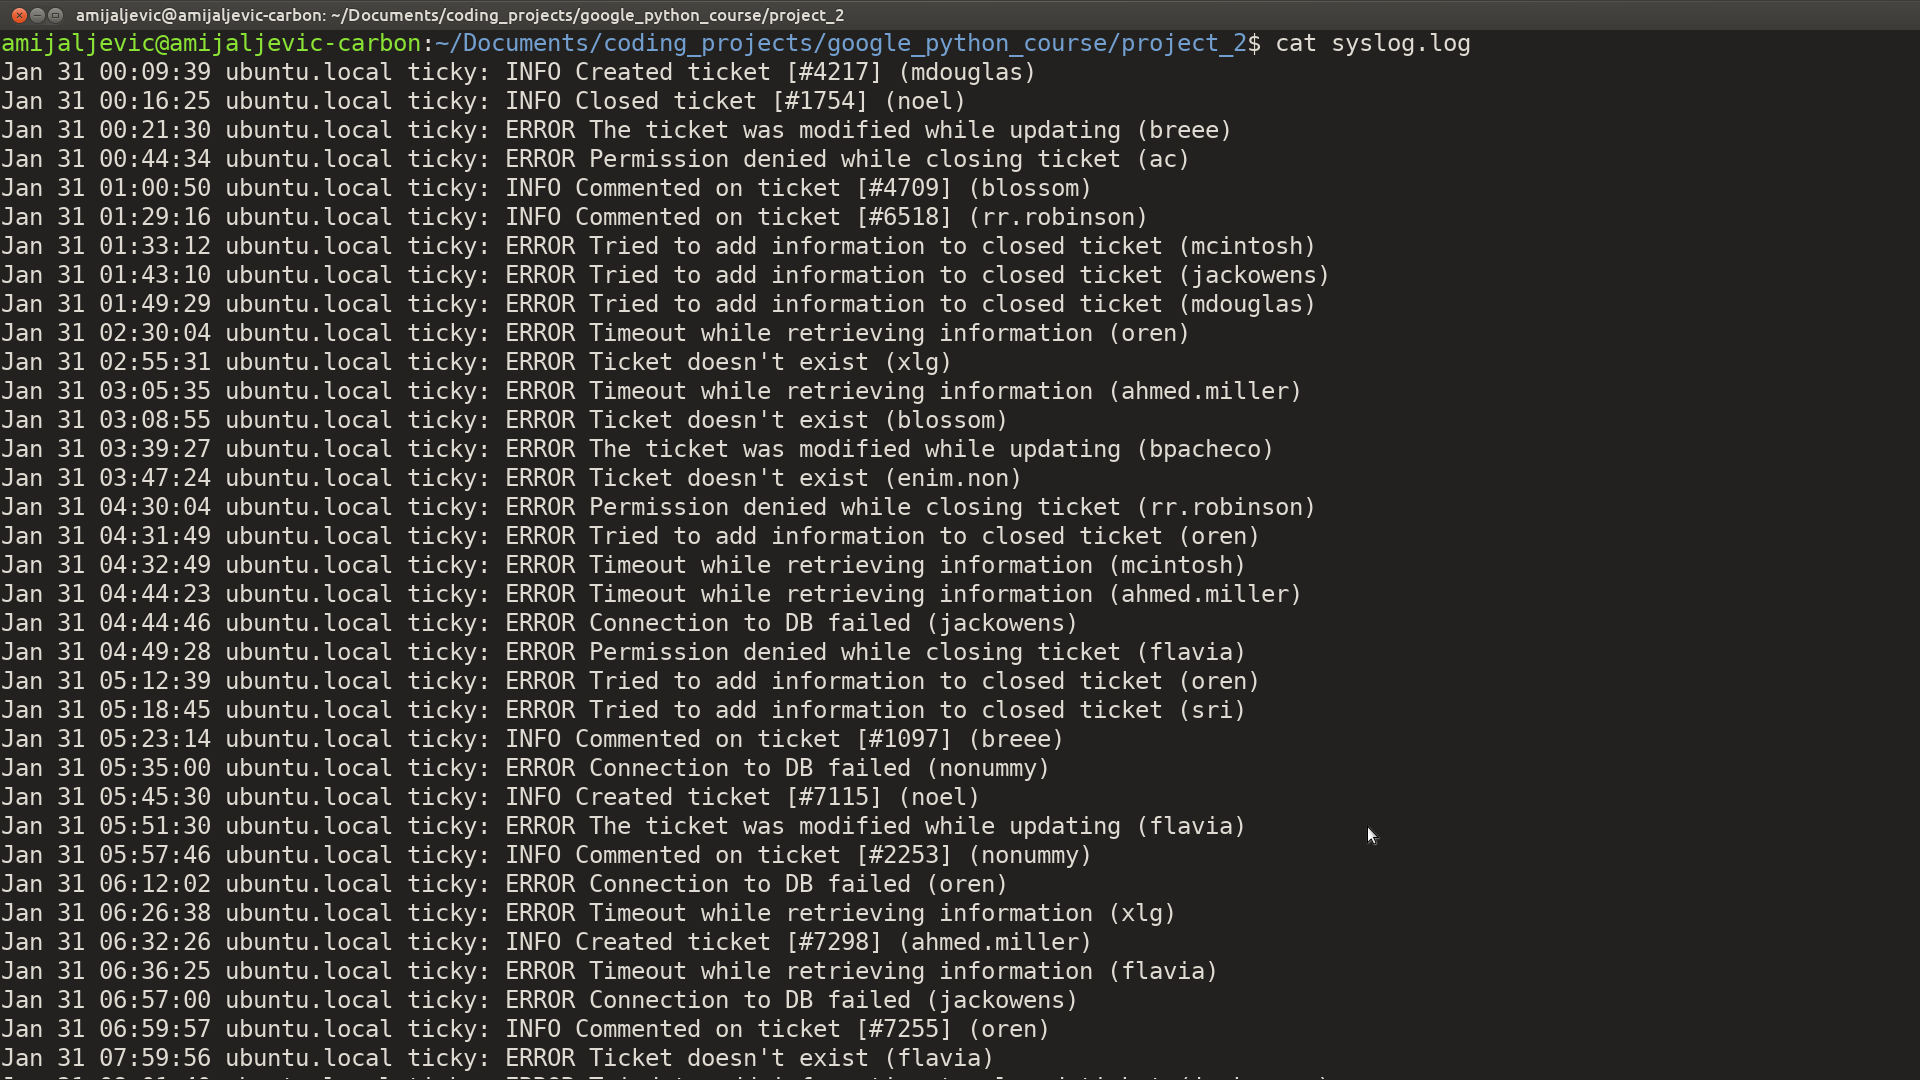 amijaljevic@amijaljevic-carbon: ~/Documents/coding_projects/google_python_course/project_2
amijaljevic@amijaljevic-carbon:~/Documents/coding_projects/google_python_course/project_2$ cat syslog.log
Jan 31 00:09:39 ubuntu.local ticky: INFO Created ticket [#4217] (mdouglas)
Jan 31 00:16:25 ubuntu.local ticky: INFO Closed ticket [#1754] (noel)
Jan 31 00:21:30 ubuntu.local ticky: ERROR The ticket was modified while updating (breee)
Jan 31 00:44:34 ubuntu.local ticky: ERROR Permission denied while closing ticket (ac)
Jan 31 01:00:50 ubuntu.local ticky: INFO Commented on ticket [#4709] (blossom)
Jan 31 01:29:16 ubuntu.local ticky: INFO Commented on ticket [#6518] (rr.robinson)
Jan 31 01:33:12 ubuntu.local ticky: ERROR Tried to add information to closed ticket (mcintosh)
Jan 31 01:43:10 ubuntu.local ticky: ERROR Tried to add information to closed ticket (jackowens)
Jan 31 01:49:29 ubuntu.local ticky: ERROR Tried to add information to closed ticket (mdouglas)
Jan 31 02:30:04 ubuntu.local ticky: ERROR Timeout while retrieving information (oren)
Jan 31 02:55:31 ubuntu.local ticky: ERROR Ticket doesn't exist (xlg)
Jan 31 03:05:35 ubuntu.local ticky: ERROR Timeout while retrieving information (ahmed.miller)
Jan 31 03:08:55 ubuntu.local ticky: ERROR Ticket doesn't exist (blossom)
Jan 31 03:39:27 ubuntu.local ticky: ERROR The ticket was modified while updating (bpacheco)
Jan 31 03:47:24 ubuntu.local ticky: ERROR Ticket doesn't exist (enim.non)
Jan 31 04:30:04 ubuntu.local ticky: ERROR Permission denied while closing ticket (rr.robinson)
Jan 31 04:31:49 ubuntu.local ticky: ERROR Tried to add information to closed ticket (oren)
Jan 31 04:32:49 ubuntu.local ticky: ERROR Timeout while retrieving information (mcintosh)
Jan 31 04:44:23 ubuntu.local ticky: ERROR Timeout while retrieving information (ahmed.miller)
Jan 31 04:44:46 ubuntu.local ticky: ERROR Connection to DB failed (jackowens)
Jan 31 04:49:28 ubuntu.local ticky: ERROR Permission denied while closing ticket (flavia)
Jan 31 05:12:39 ubuntu.local ticky: ERROR Tried to add information to closed ticket (oren)
Jan 31 05:18:45 ubuntu.local ticky: ERROR Tried to add information to closed ticket (sri)
Jan 31 05:23:14 ubuntu.local ticky: INFO Commented on ticket [#1097] (breee)
Jan 31 05:35:00 ubuntu.local ticky: ERROR Connection to DB failed (nonummy)
Jan 31 05:45:30 ubuntu.local ticky: INFO Created ticket [#7115] (noel)
Jan 31 05:51:30 ubuntu.local ticky: ERROR The ticket was modified while updating (flavia)
Jan 31 05:57:46 ubuntu.local ticky: INFO Commented on ticket [#2253] (nonummy)
Jan 31 06:12:02 ubuntu.local ticky: ERROR Connection to DB failed (oren)
Jan 31 06:26:38 ubuntu.local ticky: ERROR Timeout while retrieving information (xlg)
Jan 31 06:32:26 ubuntu.local ticky: INFO Created ticket [#7298] (ahmed.miller)
Jan 31 06:36:25 ubuntu.local ticky: ERROR Timeout while retrieving information (flavia)
Jan 31 06:57:00 ubuntu.local ticky: ERROR Connection to DB failed (jackowens)
Jan 31 06:59:57 ubuntu.local ticky: INFO Commented on ticket [#7255] (oren)
Jan 31 07:59:56 ubuntu.local ticky: ERROR Ticket doesn't exist (flavia)